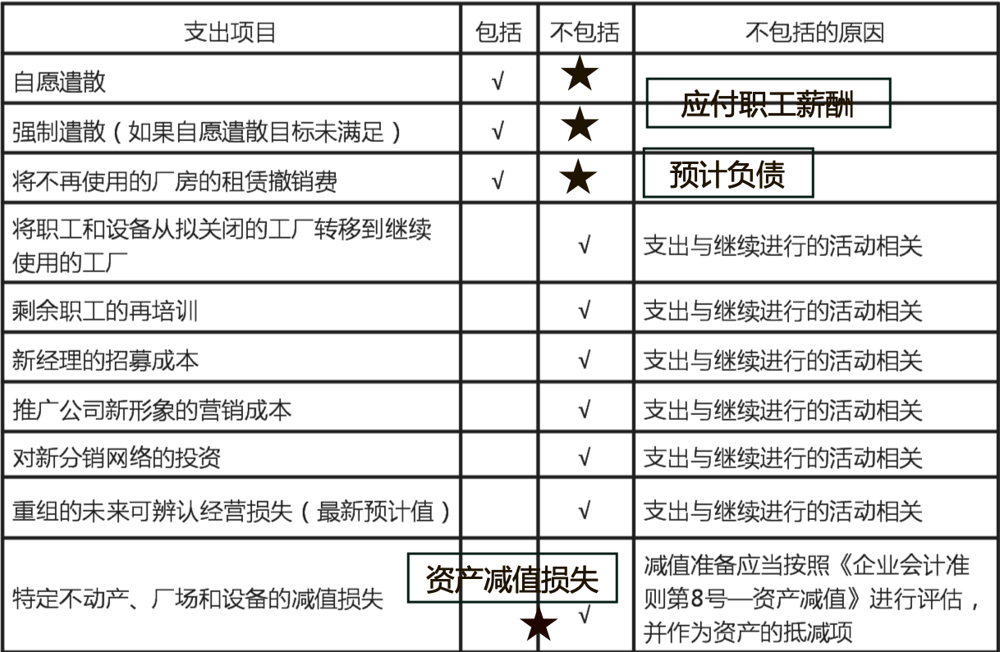 支出项目 包括 不包括 不包括的原因
自愿遣散 √ ★
应付职工薪酬
强制遣散（如果自愿遣散目标未满足） √ ★
将不再使用的厂房的租赁撤销费 √ ★ 预计负债
将职工和设备从拟关闭的工厂转移到继续
使用的工厂 √ 支出与继续进行的活动相关
剩余职工的再培训 √ 支出与继续进行的活动相关
新经理的招募成本 √ 支出与继续进行的活动相关
推广公司新形象的营销成本 √ 支出与继续进行的活动相关
对新分销网络的投资 √ 支出与继续进行的活动相关
重组的未来可辨认经营损失（最新预计值） √ 支出与继续进行的活动相关
特定不动产、厂场和设备的减值损失 资产减值损失 ★ √
减值准备应当按照《企业会计准
则第8号—资产减值》进行评估，
并作为资产的抵减项